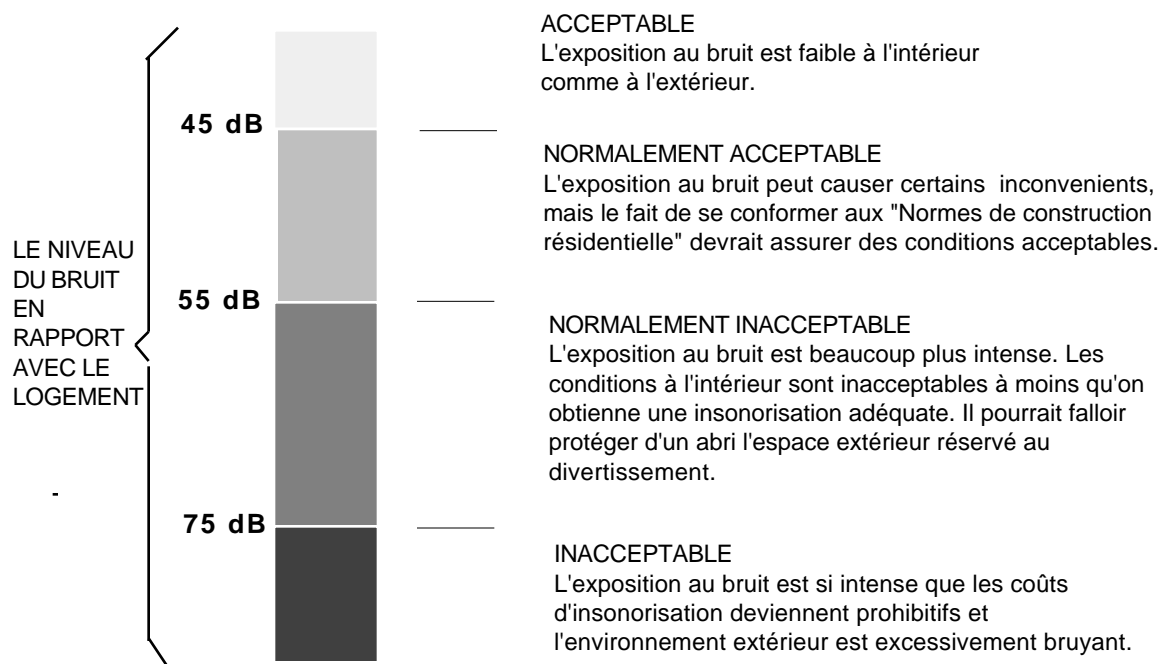 ACCEPTABLE
L'exposition au bruit est faible à l'intérieur
comme à l'extérieur.
45 dB
NORMALEMENT ACCEPTABLE
L'exposition au bruit peut causer certains inconvenients,
mais le fait de se conformer aux "Normes de construction
résidentielle" devrait assurer des conditions acceptables.
LE NIVEAU
DU BRUIT
EN
RAPPORT
AVEC LE
LOGEMENT
55 dB
NORMALEMENT INACCEPTABLE
L'exposition au bruit est beaucoup plus intense. Les
conditions à l'intérieur sont inacceptables à moins qu'on
obtienne une insonorisation adéquate. Il pourrait falloir
protéger d'un abri l'espace extérieur réservé au
divertissement.
-
75 dB
INACCEPTABLE
L'exposition au bruit est si intense que les coûts
d'insonorisation deviennent prohibitifs et
l'environnement extérieur est excessivement bruyant.